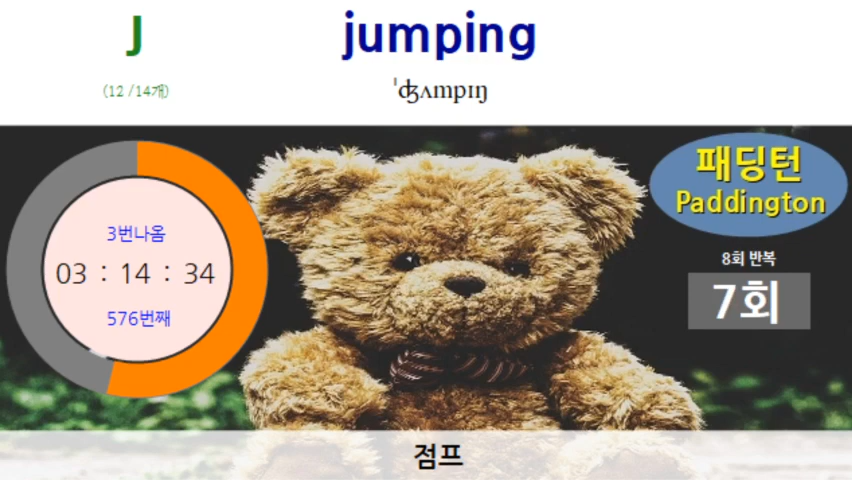 J
jumping
(12 /14개)
ˈʤʌmpɪŋ
패딩턴
Paddington
3번나옴
03 : 14 : 34
576번째
8회 반복
7회
점프